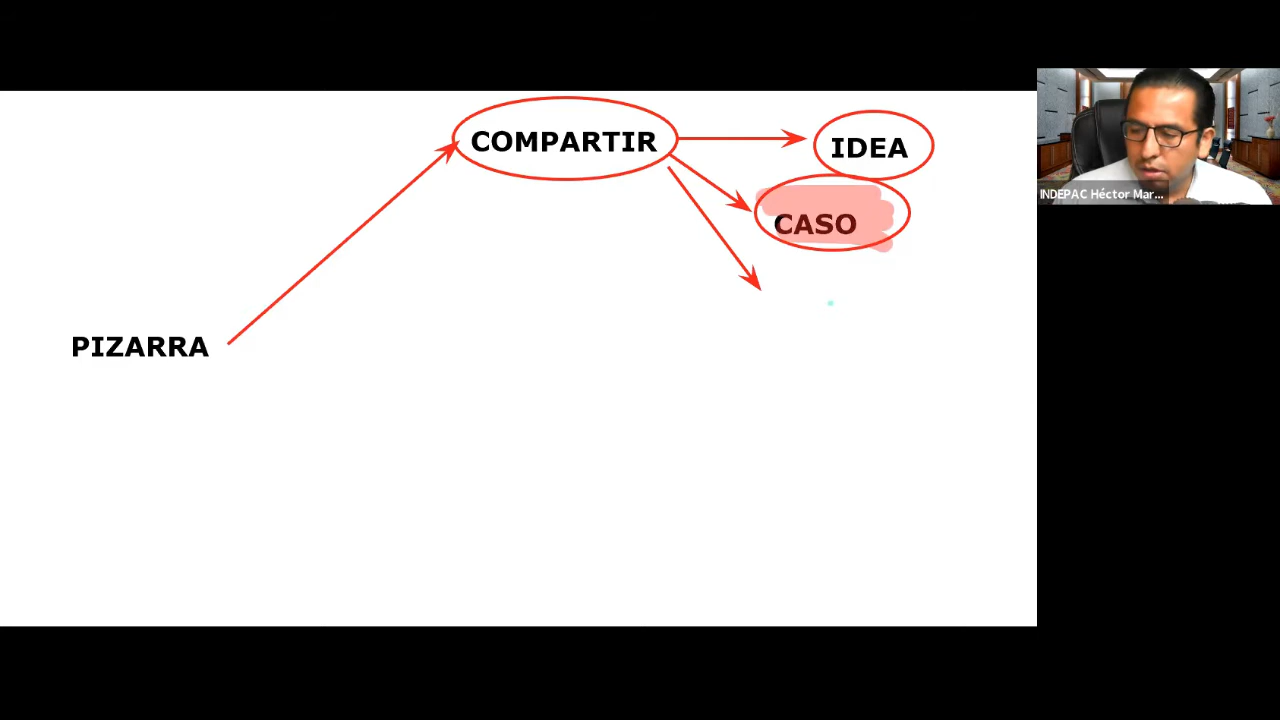 COMPARTIR
IDEA
CASO
PIZARRA
INDEPAC Héctor Mar...